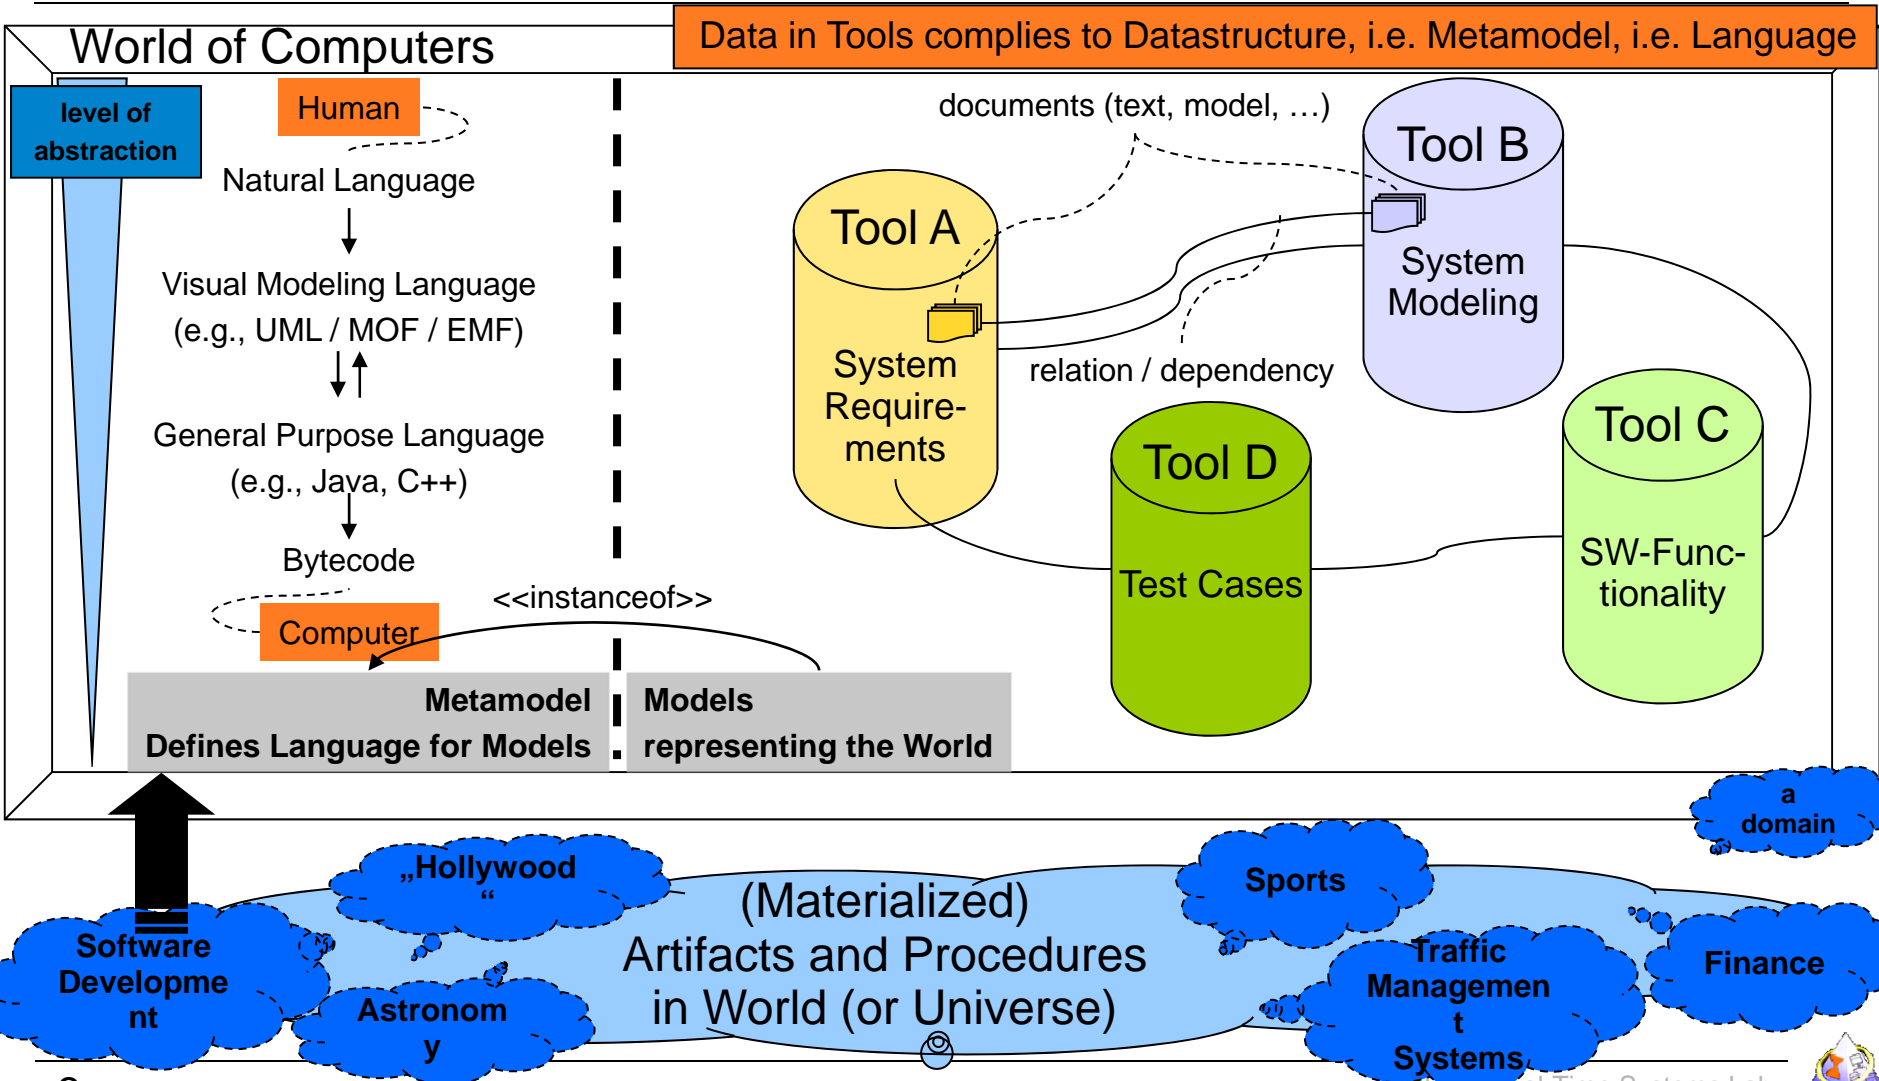 World of Computers
Data in Tools complies to Datastructure, i.e. Metamodel, i.e. Language
level of
abstraction
Human
Natural Language
Visual Modeling Language
(e.g., UML / MOF / EMF)
General Purpose Language
(e.g., Java, C++)
Bytecode
Computer
<<instanceof>>
Metamodel
Defines Language for Models
Models
representing the World
documents (text, model, …)
Tool A
System
Require-
ments
Tool B
System
Modeling
relation / dependency
Tool D
Test Cases
Tool C
SW-Func-
tionality
a
domain
„Hollywood
“
Sports
(Materialized)
Artifacts and Procedures
in World (or Universe)
Software
Developme
nt
Astronom
y
Traffic
Managemen
t
Systems
Finance